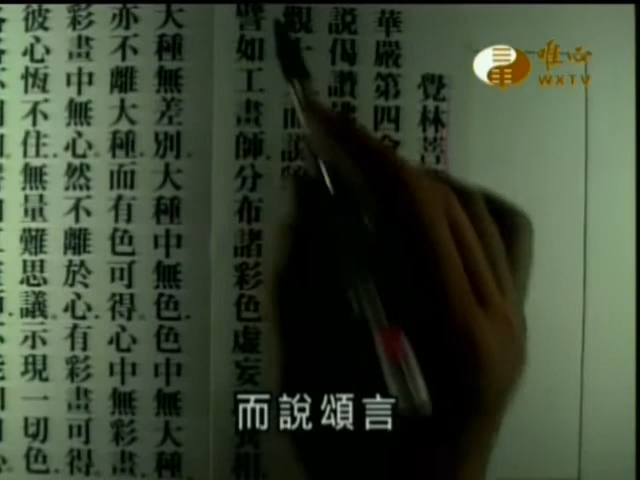 唯心
WXTV
覺林菩
華嚴第四會
說偈讚
觀十
譬如工畫師分布諸彩色虛妄
大種無差別大種中無色色中無大種
亦不離大種而有色可得心中無彩畫
彩畫中無心然不離於心有彩畫可得
彼心恆不住無量難思議示現一切色
而說頌言